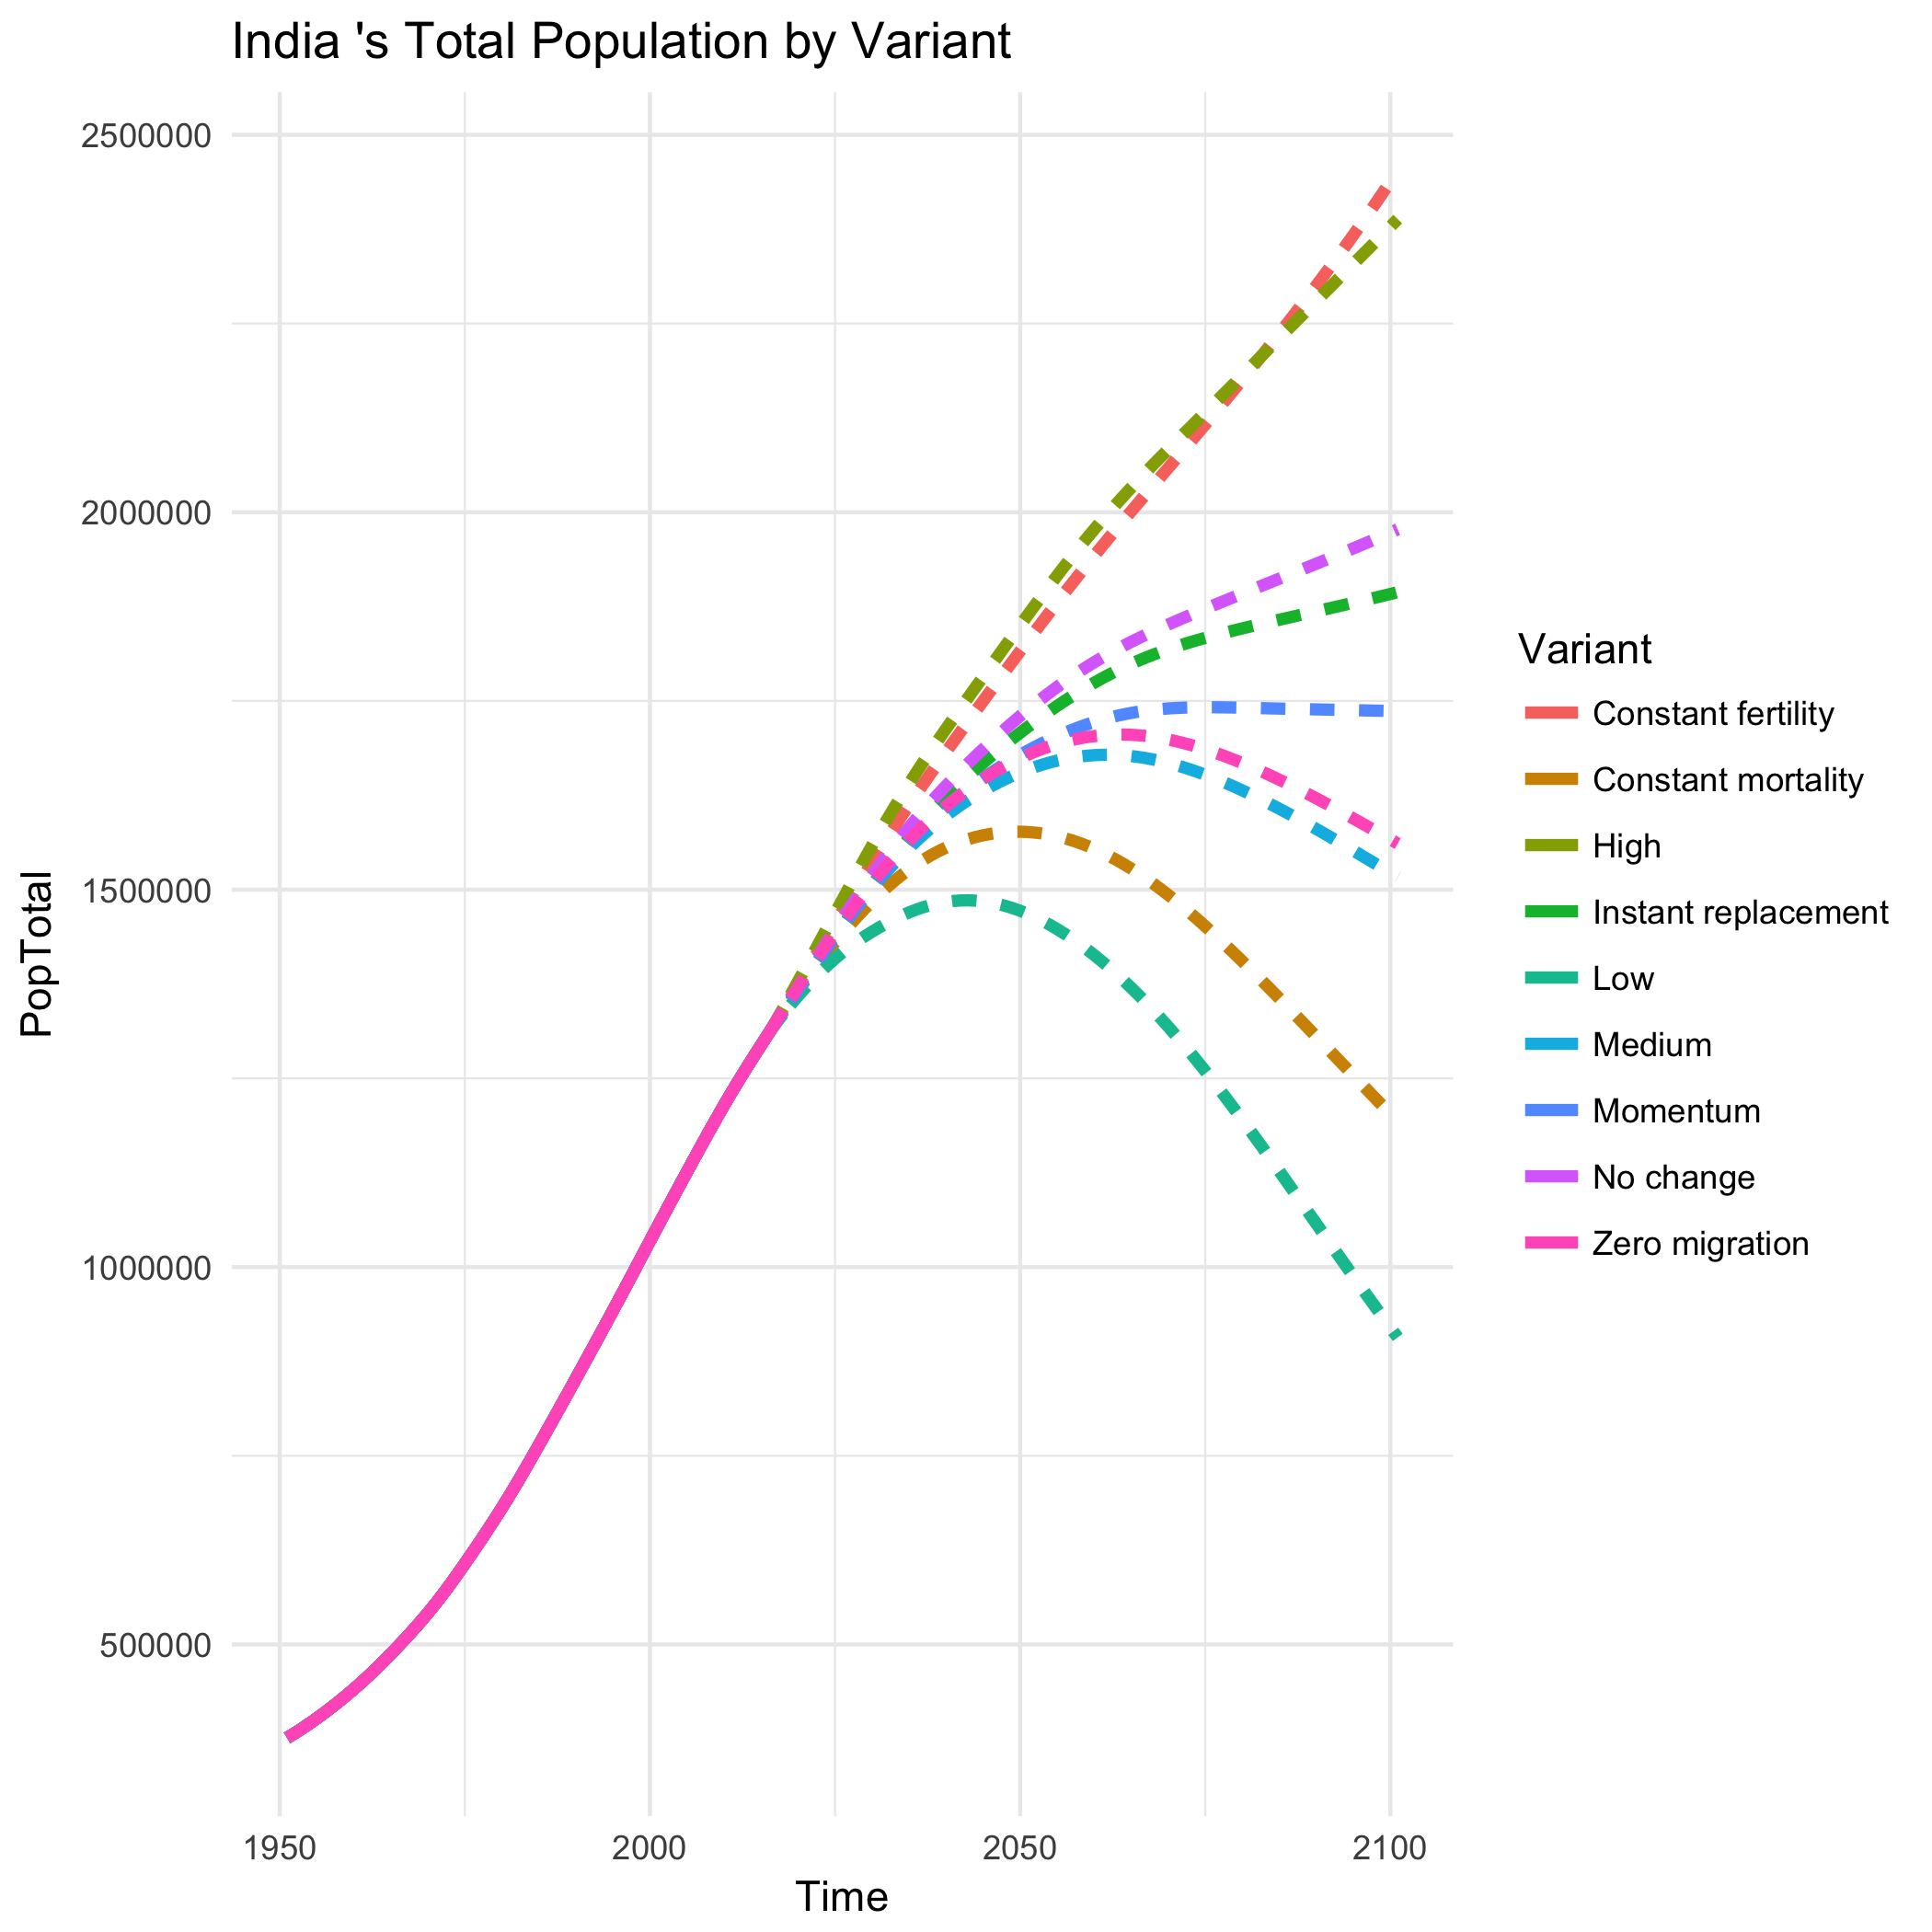 India 's Total Population by Variant
2500000
2000000
1500000
1000000
500000
PopTotal
1950 2000 2050 2100
Time
Variant
Constant fertility
Constant mortality
High
Instant replacement
Low
Medium
Momentum
No change
Zero migration